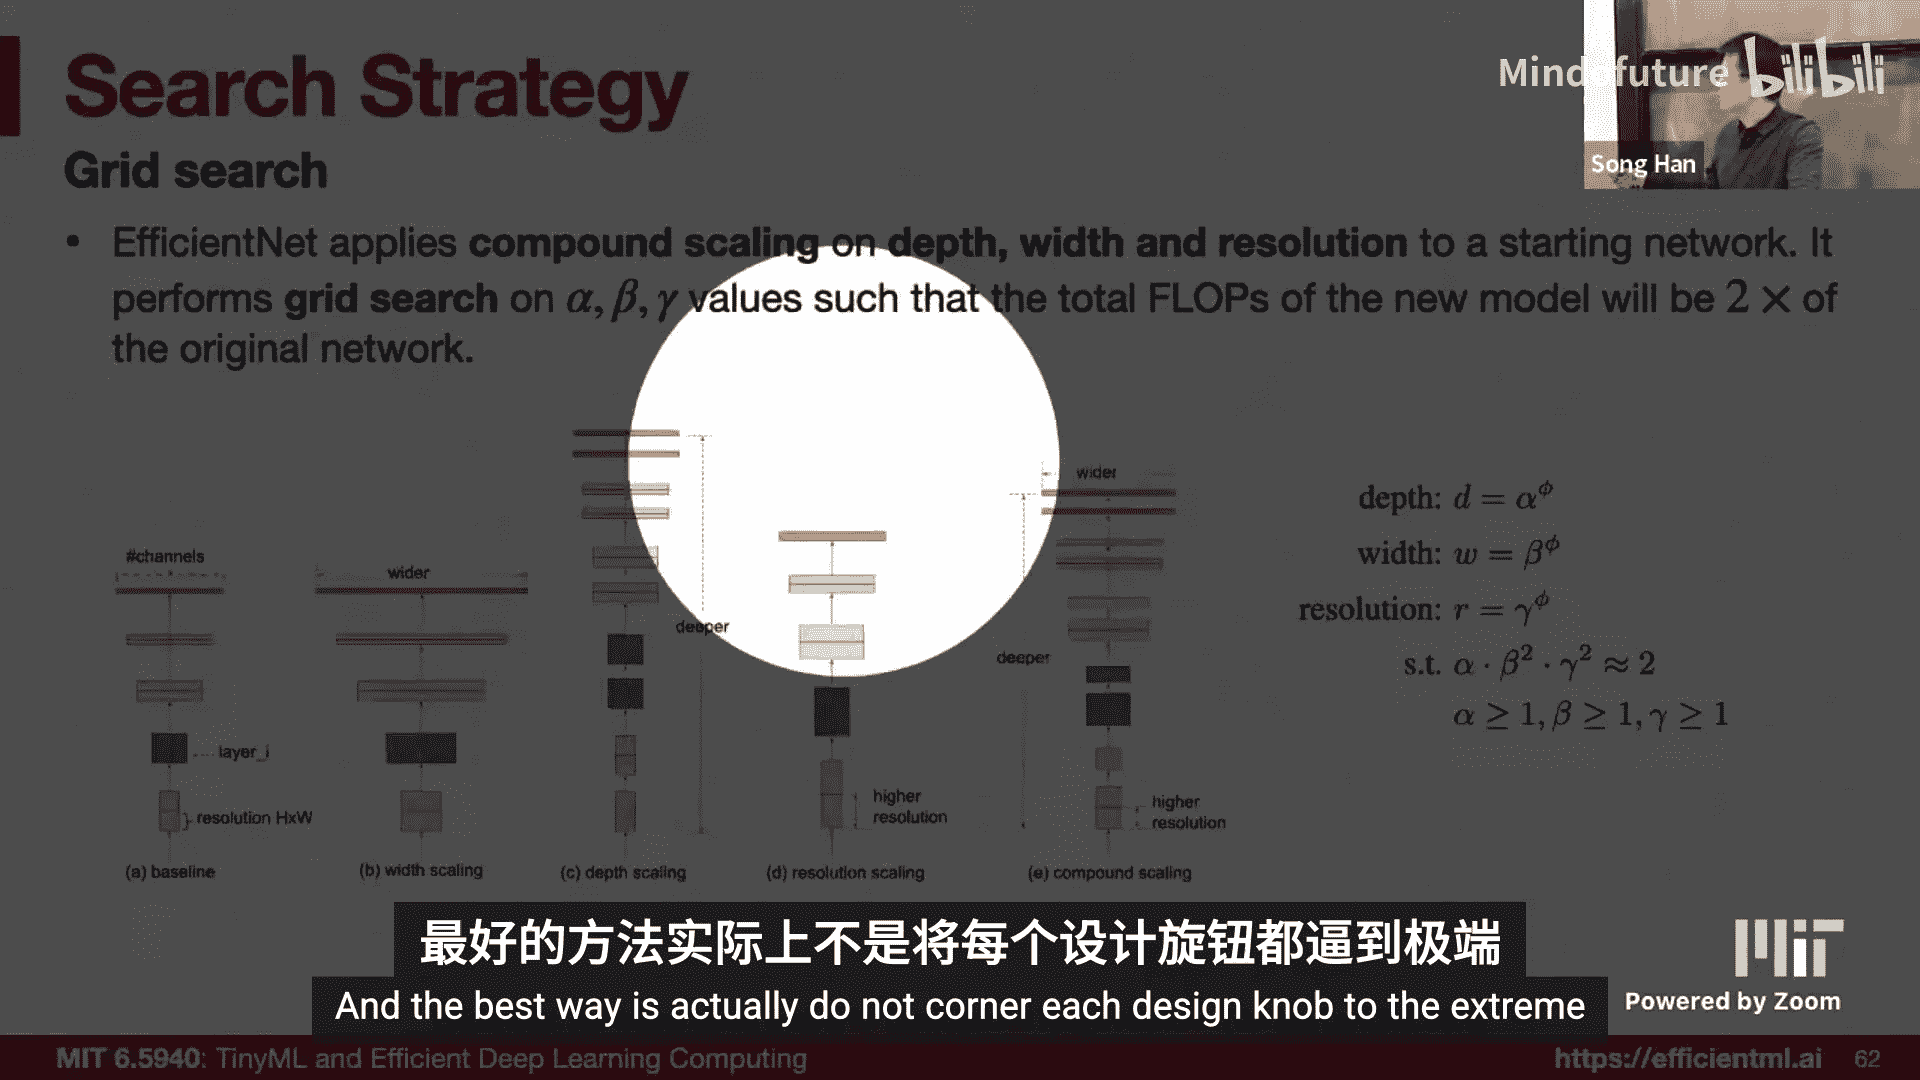 Search Strategy
Mindofuture bilibili
Song Han
Grid search
• EfficientNet applies compound scaling on depth, width and resolution to a starting network. It
performs grid search on α, β, γ values such that the total FLOPs of the new model will be 2 × of
the original network.
#channels
layer_i
resolution HxW
(a) baseline
wider
(b) width scaling
deeper
(c) depth scaling
higher
resolution
(d) resolution scaling
wider
deeper
higher
resolution
(e) compound scaling
depth: d = α^ϕ
width: w = β^ϕ
resolution: r = γ^ϕ
s.t. α · β² · γ² ≈ 2
α ≥ 1, β ≥ 1, γ ≥ 1
最好的方法实际上不是将每个设计旋钮都逼到极端
And the best way is actually do not corner each design knob to the extreme
MIT
Powered by Zoom
MIT 6.5940: TinyML and Efficient Deep Learning Computing
https://efficientml.ai 62